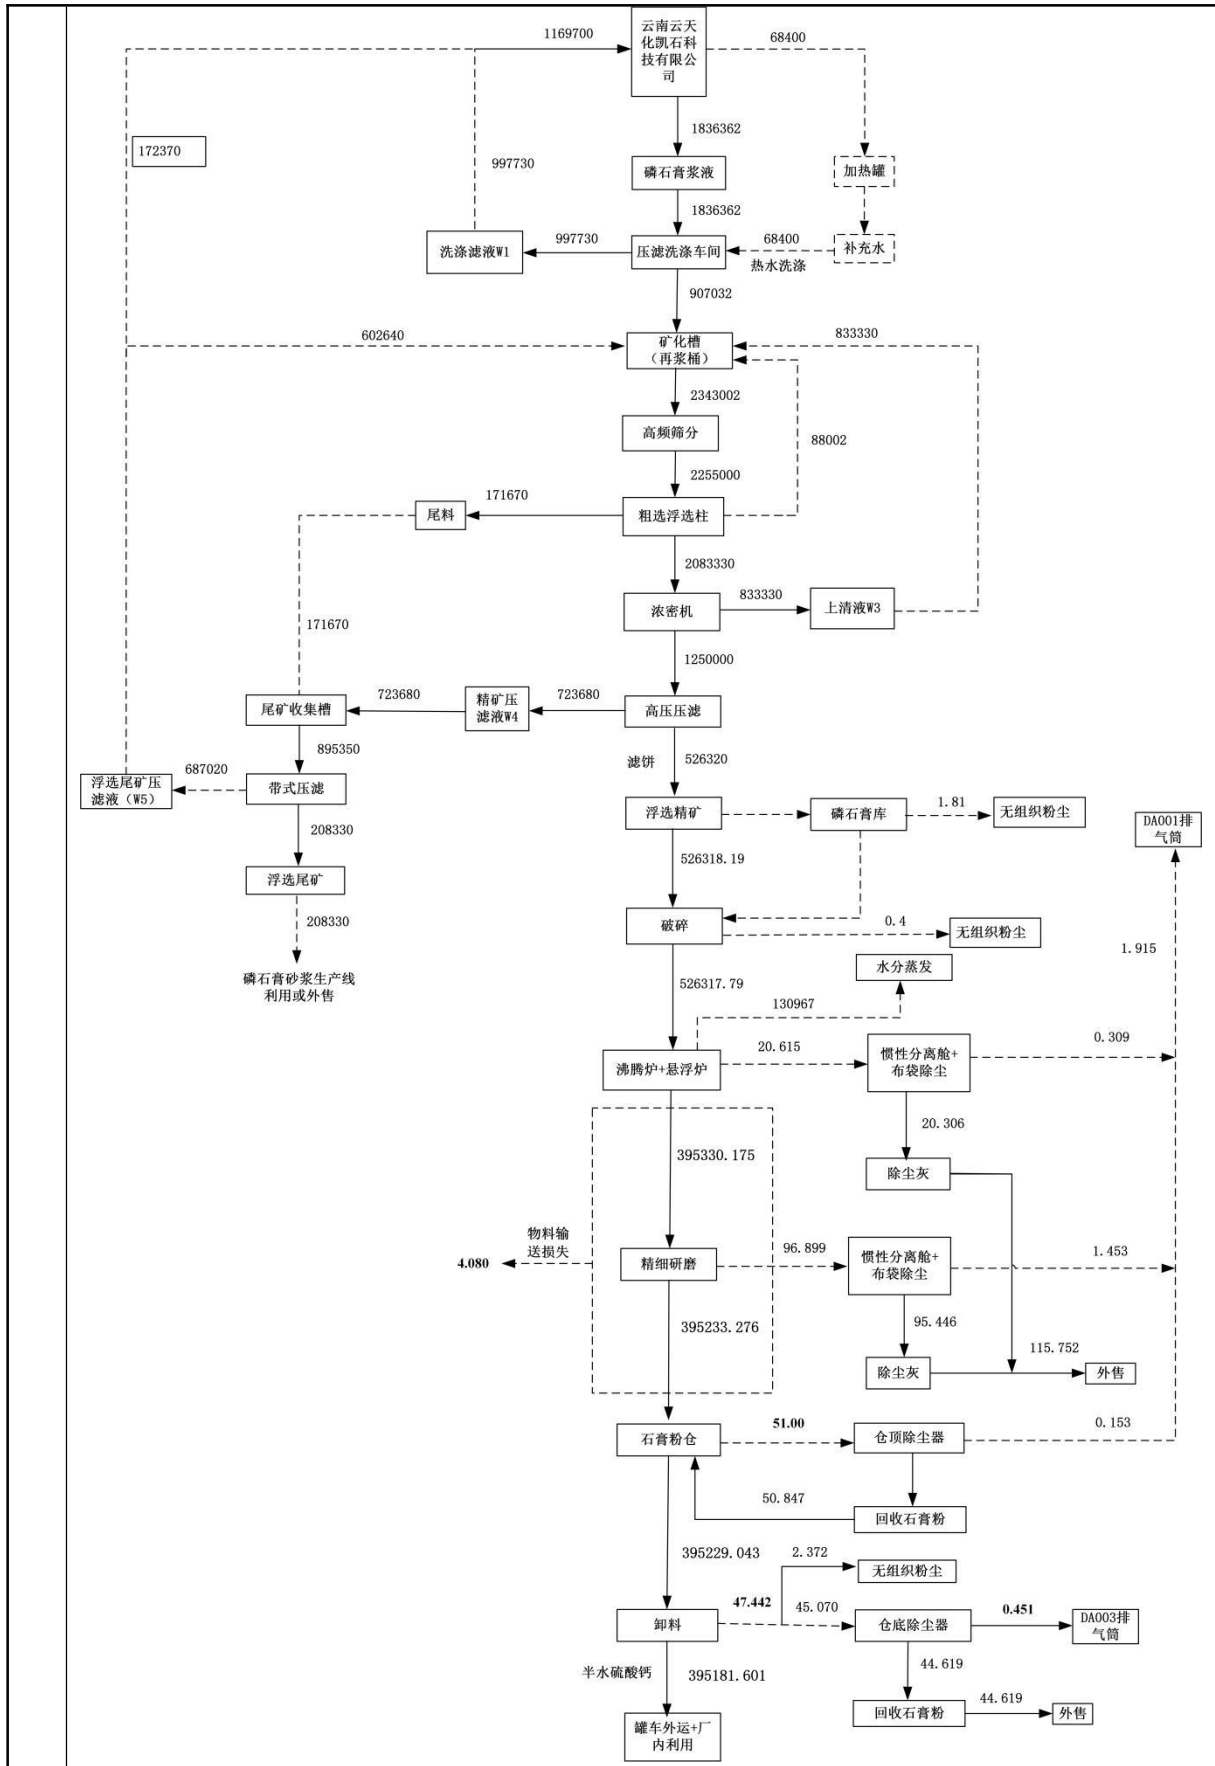 1169700
云南云天
化凯石科
技有限公
司
68400
172370
997730
1836362
磷石膏浆液
加热罐
1836362
洗涤滤液W1
997730
压滤洗涤车间
68400
热水洗涤
补充水
907032
602640
矿化槽
（再浆桶）
833330
2343002
高频筛分
88002
2255000
尾料
171670
粗选浮选柱
2083330
171670
浓密机
833330
上清液W3
1250000
尾矿收集槽
723680
精矿压
滤液W4
723680
高压压滤
895350
滤饼
526320
浮选尾矿压
滤液（W5）
687020
带式压滤
208330
浮选精矿
磷石膏库
1.81
无组织粉尘
DA001排
气筒
浮选尾矿
526318.19
208330
破碎
0.4
无组织粉尘
1.915
磷石膏砂浆生产线
利用或外售
526317.79
水分蒸发
130967
沸腾炉+悬浮炉
20.615
惯性分离舱+
布袋除尘
0.309
20.306
395330.175
除尘灰
物料输
送损失
4.080
精细研磨
96.899
惯性分离舱+
布袋除尘
1.453
395233.276
95.446
115.752
除尘灰
外售
石膏粉仓
51.00
仓顶除尘器
0.153
50.847
回收石膏粉
395229.043
2.372
无组织粉尘
卸料
47.442
45.070
仓底除尘器
0.451
DA003排
气筒
半水硫酸钙
395181.601
44.619
回收石膏粉
44.619
外售
罐车外运+厂
内利用